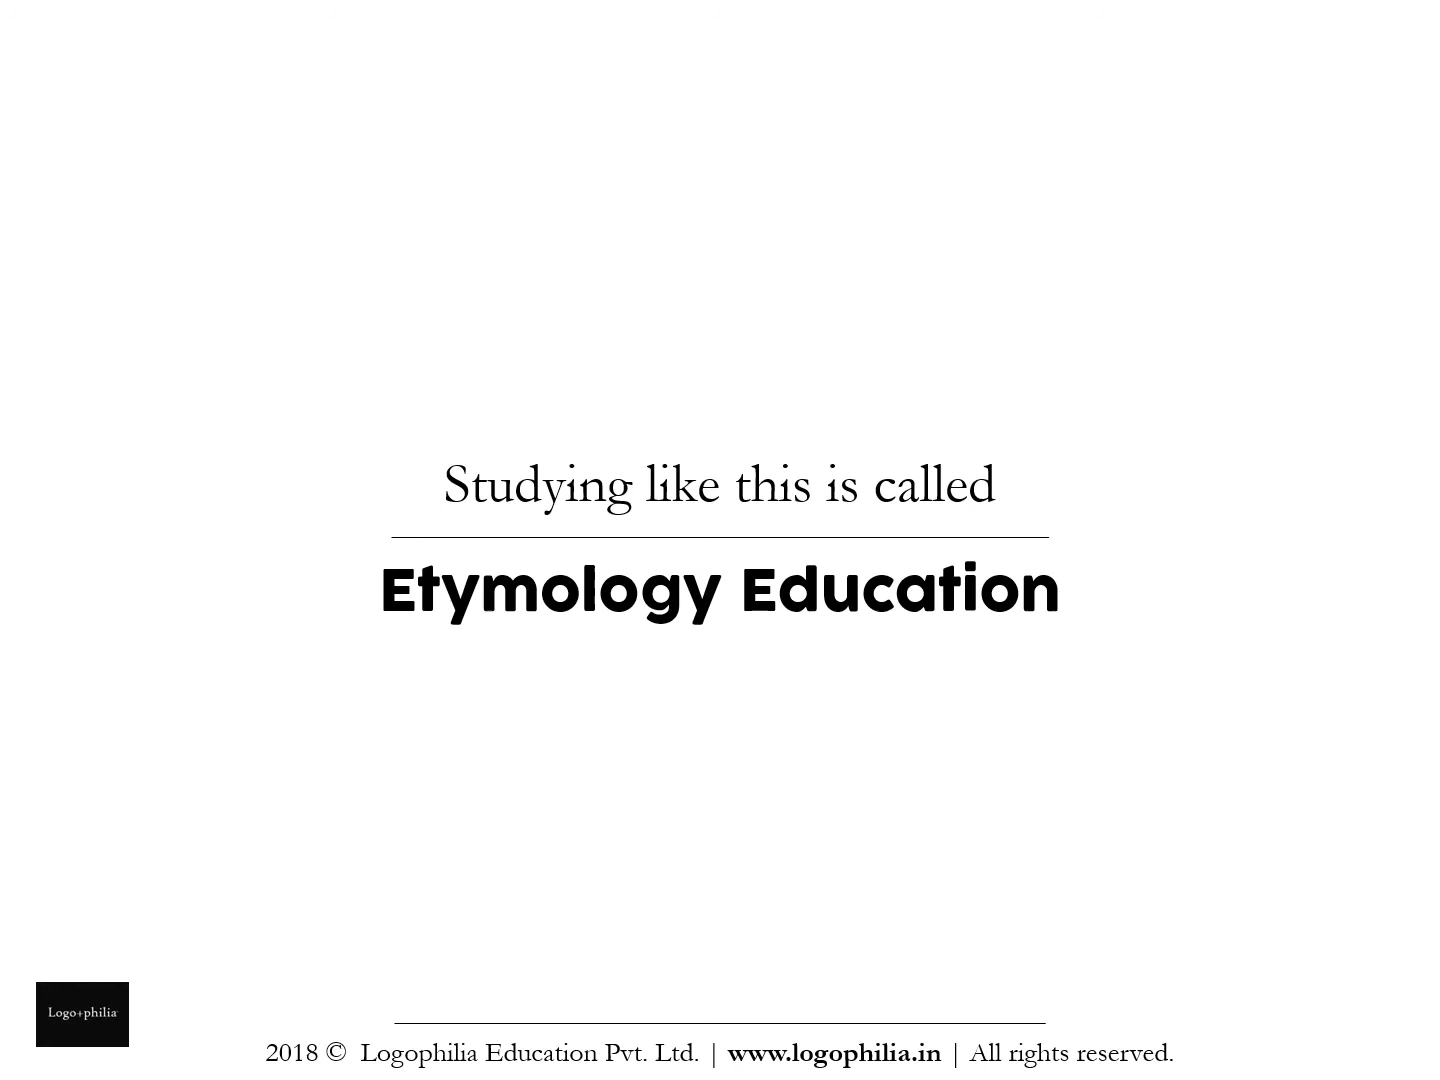 Studying like this is called
Etymology Education
Logo+philia
2018 © Logophilia Education Pvt. Ltd. | www.logophilia.in | All rights reserved.